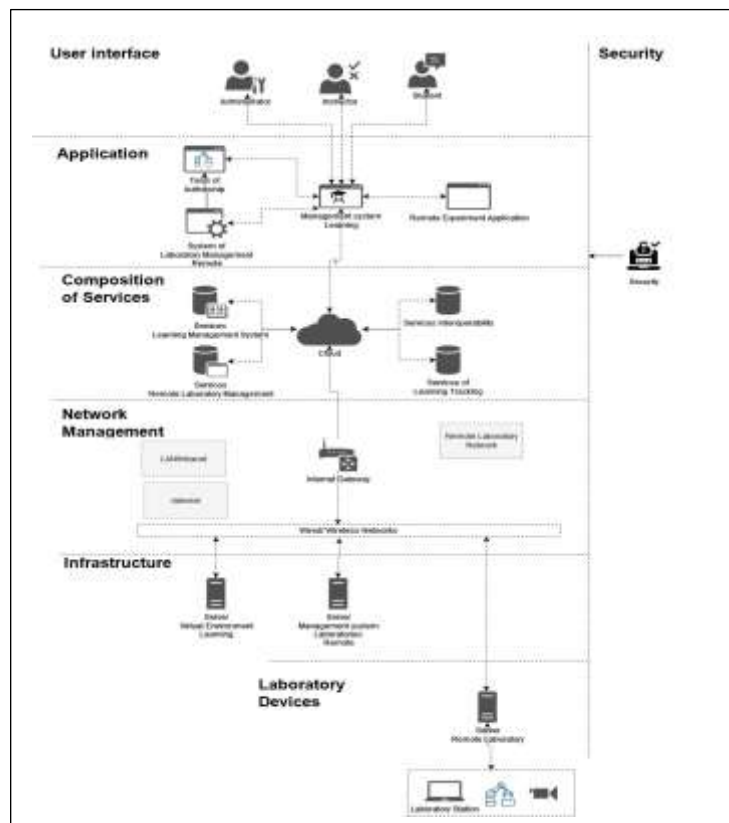 User interface
Security
Administrator
Instructor
Student
Application
Tools of
Authorship
Management system
Learning
Remote Experiment Application
System of
Laboratory Management
Remote
Security
Composition
of Services
Services
Learning Management System
Services Interoperability
Cloud
Services
Remote Laboratory Management
Services of
Learning Tracking
Network
Management
Remote Laboratory
Network
LAN/Intranet
Internet
Internet Gateway
Wired/Wireless Networks
Infrastructure
Server
Virtual Environment
Learning
Server
Management system
Laboratories
Remote
Laboratory
Devices
Server
Remote Laboratory
Laboratory Station